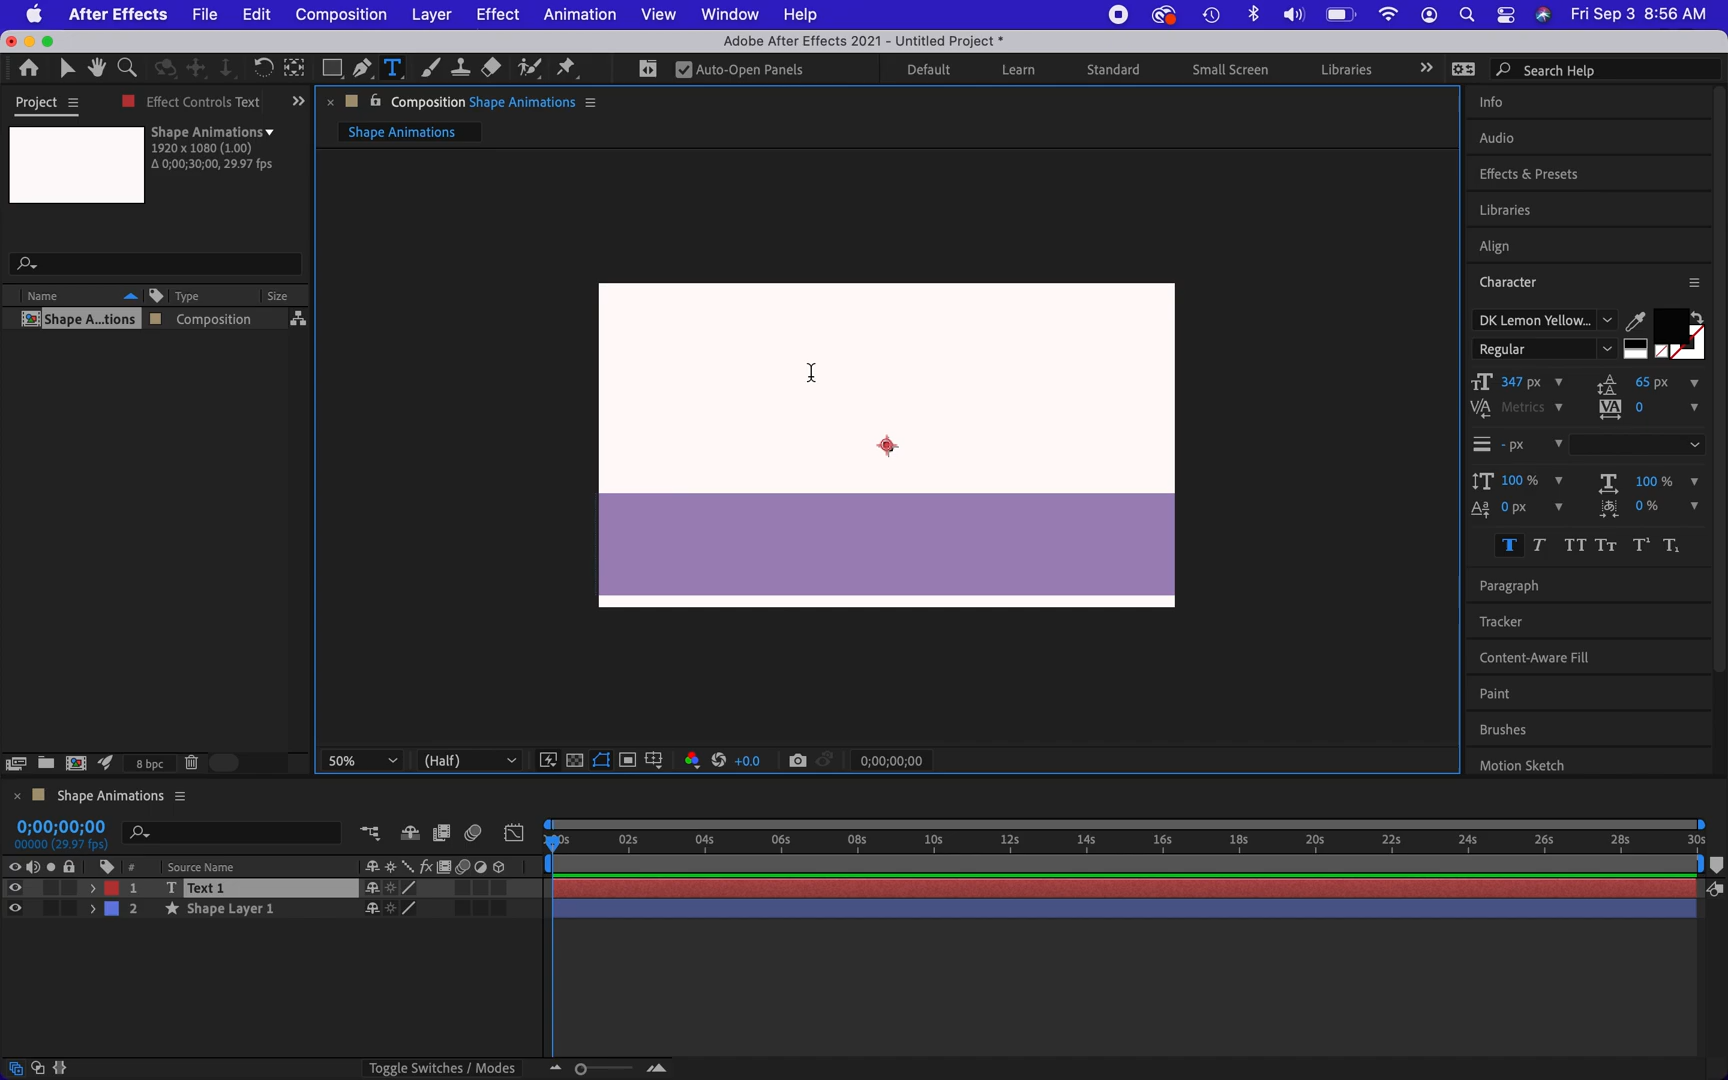 After Effects File Edit Composition Layer Effect Animation View Window Help Fri Sep 3 8:56 AM
Adobe After Effects 2021 - Untitled Project *
Auto-Open Panels Default Learn Standard Small Screen Libraries Search Help
Project Effect Controls Text
Composition Shape Animations
Shape Animations
Shape Animations
1920 x 1080 (1.00)
Δ 0;00;30;00, 29.97 fps
Name Type Size
Shape A...tions Composition
Info
Audio
Effects & Presets
Libraries
Align
Character
DK Lemon Yellow...
Regular
347 px 65 px
Metrics 0
- px
100 % 100 %
0 px 0 %
Paragraph
Tracker
Content-Aware Fill
Paint
Brushes
Motion Sketch
8 bpc
50% (Half) +0.0 0;00;00;00
Shape Animations
0;00;00;00
00000 (29.97 fps)
02s 04s 06s 08s 10s 12s 14s 16s 18s 20s 22s 24s 26s 28s 30s
# Source Name
1 Text 1
2 Shape Layer 1
Toggle Switches / Modes